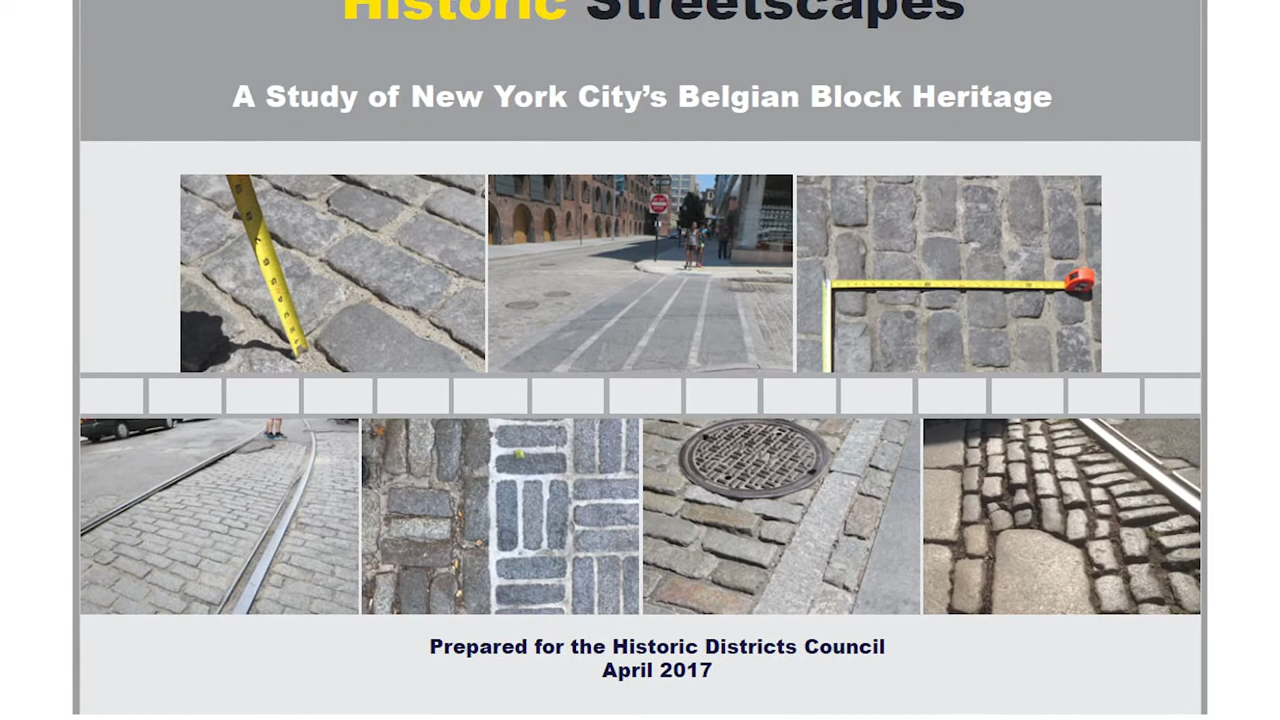 Historic Streetscapes
A Study of New York City’s Belgian Block Heritage
Prepared for the Historic Districts Council
April 2017